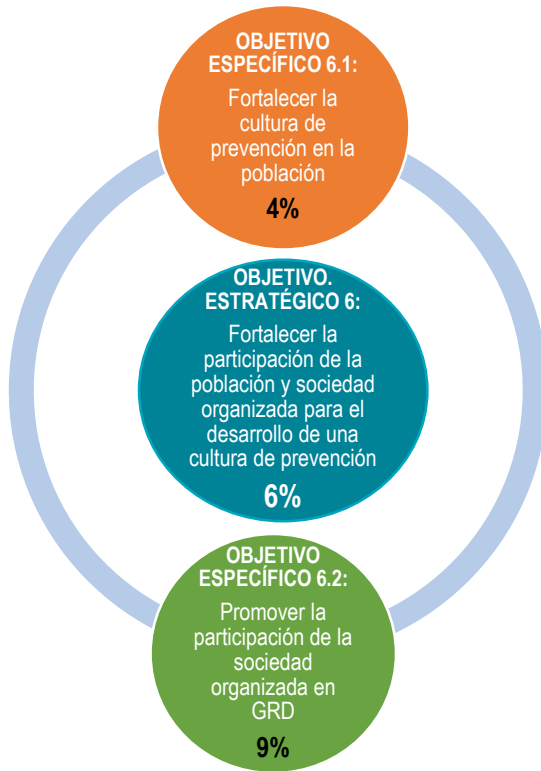 OBJETIVO
ESPECÍFICO 6.1:
Fortalecer la
cultura de
prevención en la
población
4%
OBJETIVO.
ESTRATÉGICO 6:
Fortalecer la
participación de la
población y sociedad
organizada para el
desarrollo de una
cultura de prevención
6%
OBJETIVO
ESPECÍFICO 6.2:
Promover la
participación de la
sociedad
organizada en
GRD
9%